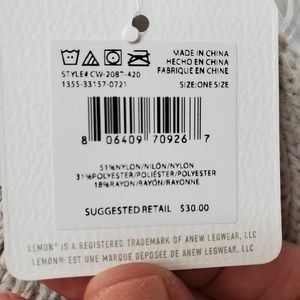 MADE IN CHINA
HECHO EN CHINA
FABRIQUE EN CHINE
STYLE# CW-2087-420
1355-33157-0721
SIZE:ONE SIZE
8 06409 70926 7
51%NYLON/NILÓN/NYLON
31%POLYESTER/POLIÉSTER/POLYESTER
18%RAYON/RAYÓN/RAYONNE
SUGGESTED RETAIL $30.00
LEMON® IS A REGISTERED TRADEMARK OF ANEW LEGWEAR, LLC
LEMON® EST UNE MARQUE DÉPOSÉE DE ANEW LEGWEAR, LLC